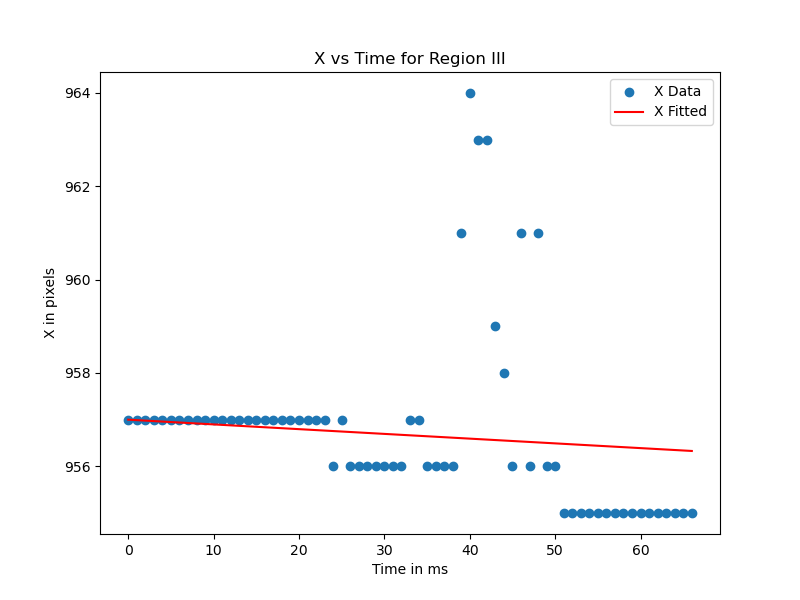 X vs Time for Region III
X Data
X Fitted
964
962
960
958
956
X in pixels
0 10 20 30 40 50 60
Time in ms